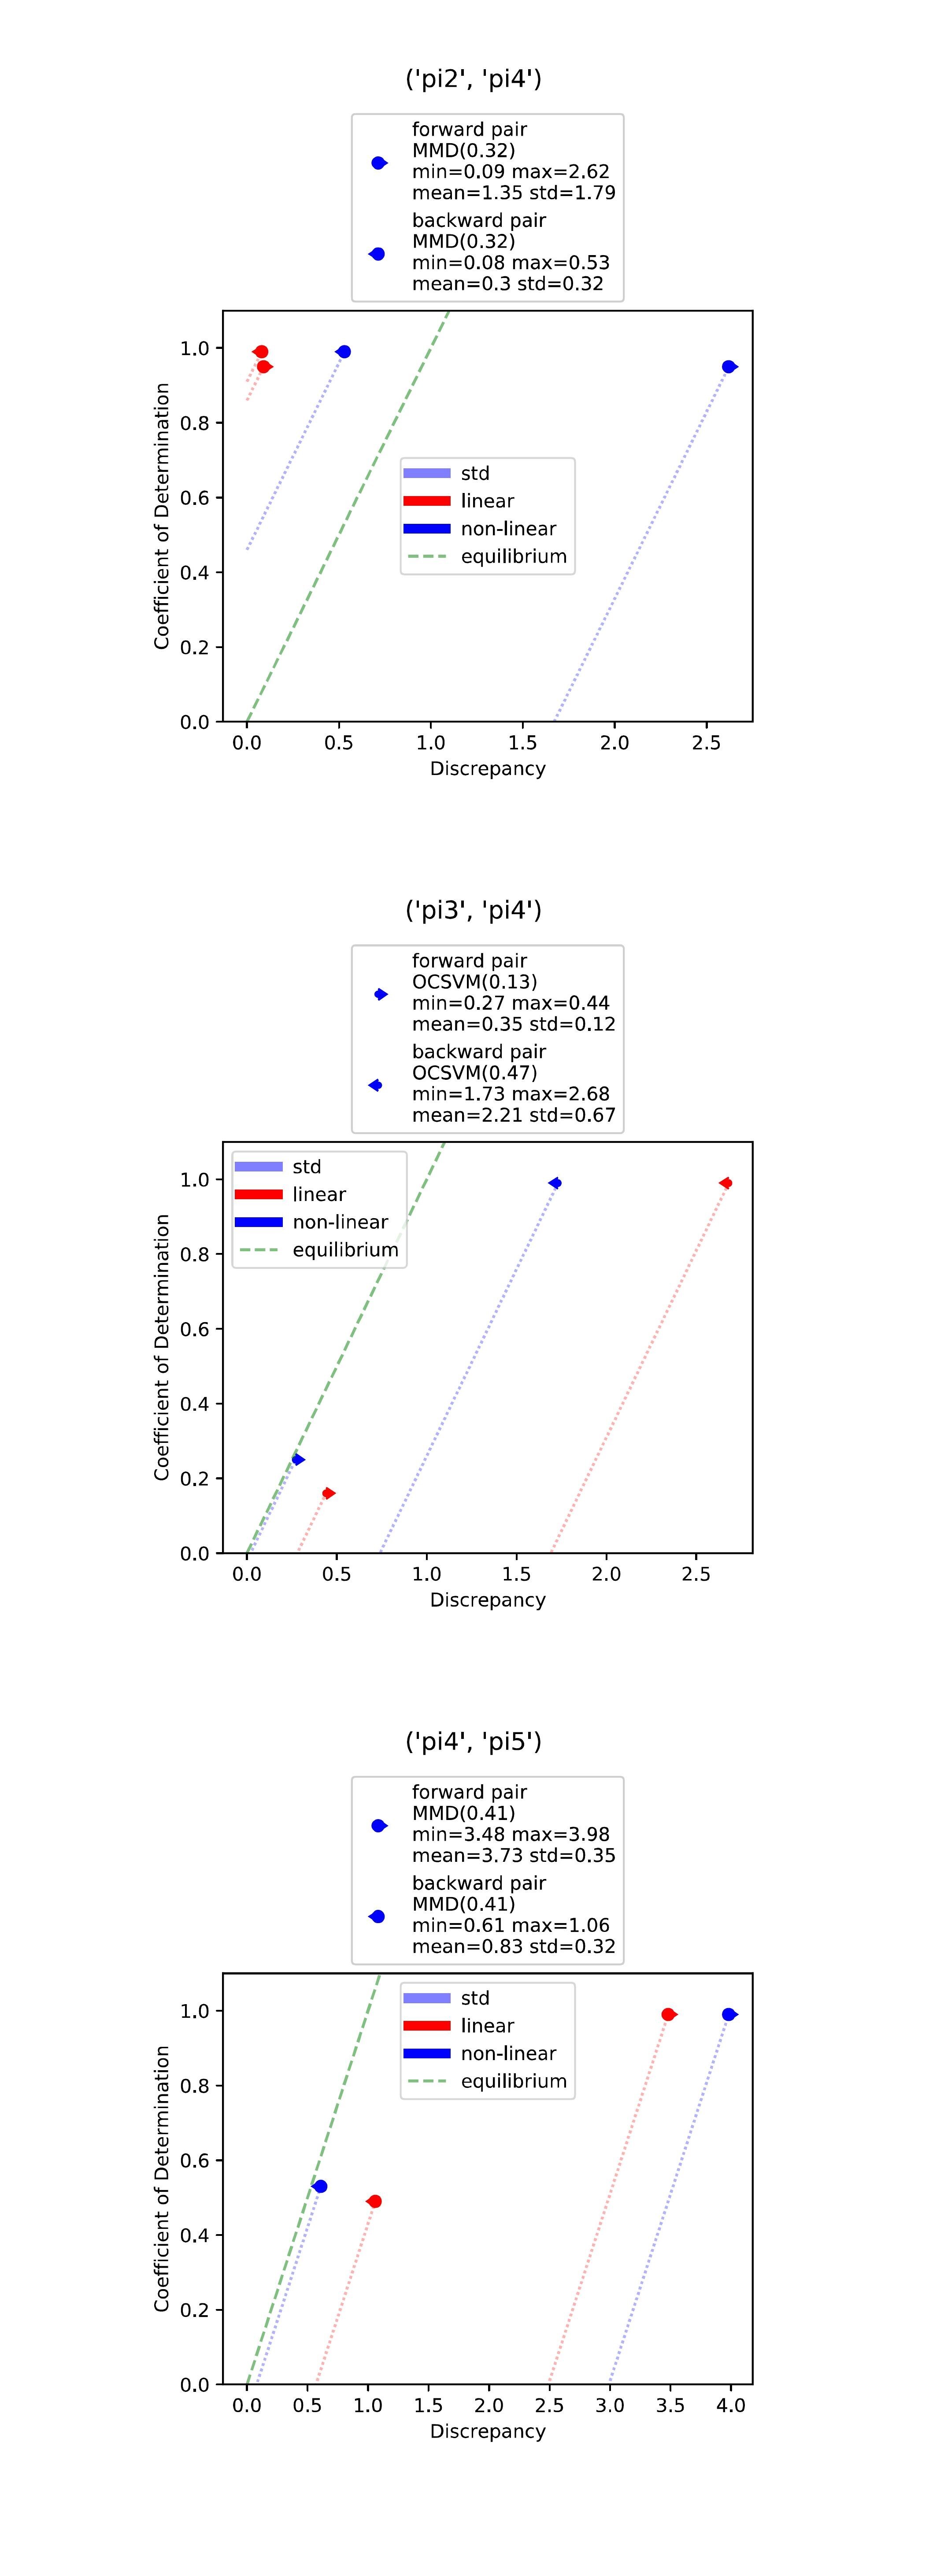 ('pi2', 'pi4')
forward pair
MMD(0.32)
min=0.09 max=2.62
mean=1.35 std=1.79
backward pair
MMD(0.32)
min=0.08 max=0.53
mean=0.3 std=0.32
1.0
0.8
0.6
0.4
0.2
0.0
Coefficient of Determination
std
linear
non-linear
equilibrium
0.0 0.5 1.0 1.5 2.0 2.5
Discrepancy
('pi3', 'pi4')
forward pair
OCSVM(0.13)
min=0.27 max=0.44
mean=0.35 std=0.12
backward pair
OCSVM(0.47)
min=1.73 max=2.68
mean=2.21 std=0.67
1.0
0.8
0.6
0.4
0.2
0.0
Coefficient of Determination
std
linear
non-linear
equilibrium
0.0 0.5 1.0 1.5 2.0 2.5
Discrepancy
('pi4', 'pi5')
forward pair
MMD(0.41)
min=3.48 max=3.98
mean=3.73 std=0.35
backward pair
MMD(0.41)
min=0.61 max=1.06
mean=0.83 std=0.32
1.0
0.8
0.6
0.4
0.2
0.0
Coefficient of Determination
std
linear
non-linear
equilibrium
0.0 0.5 1.0 1.5 2.0 2.5 3.0 3.5 4.0
Discrepancy